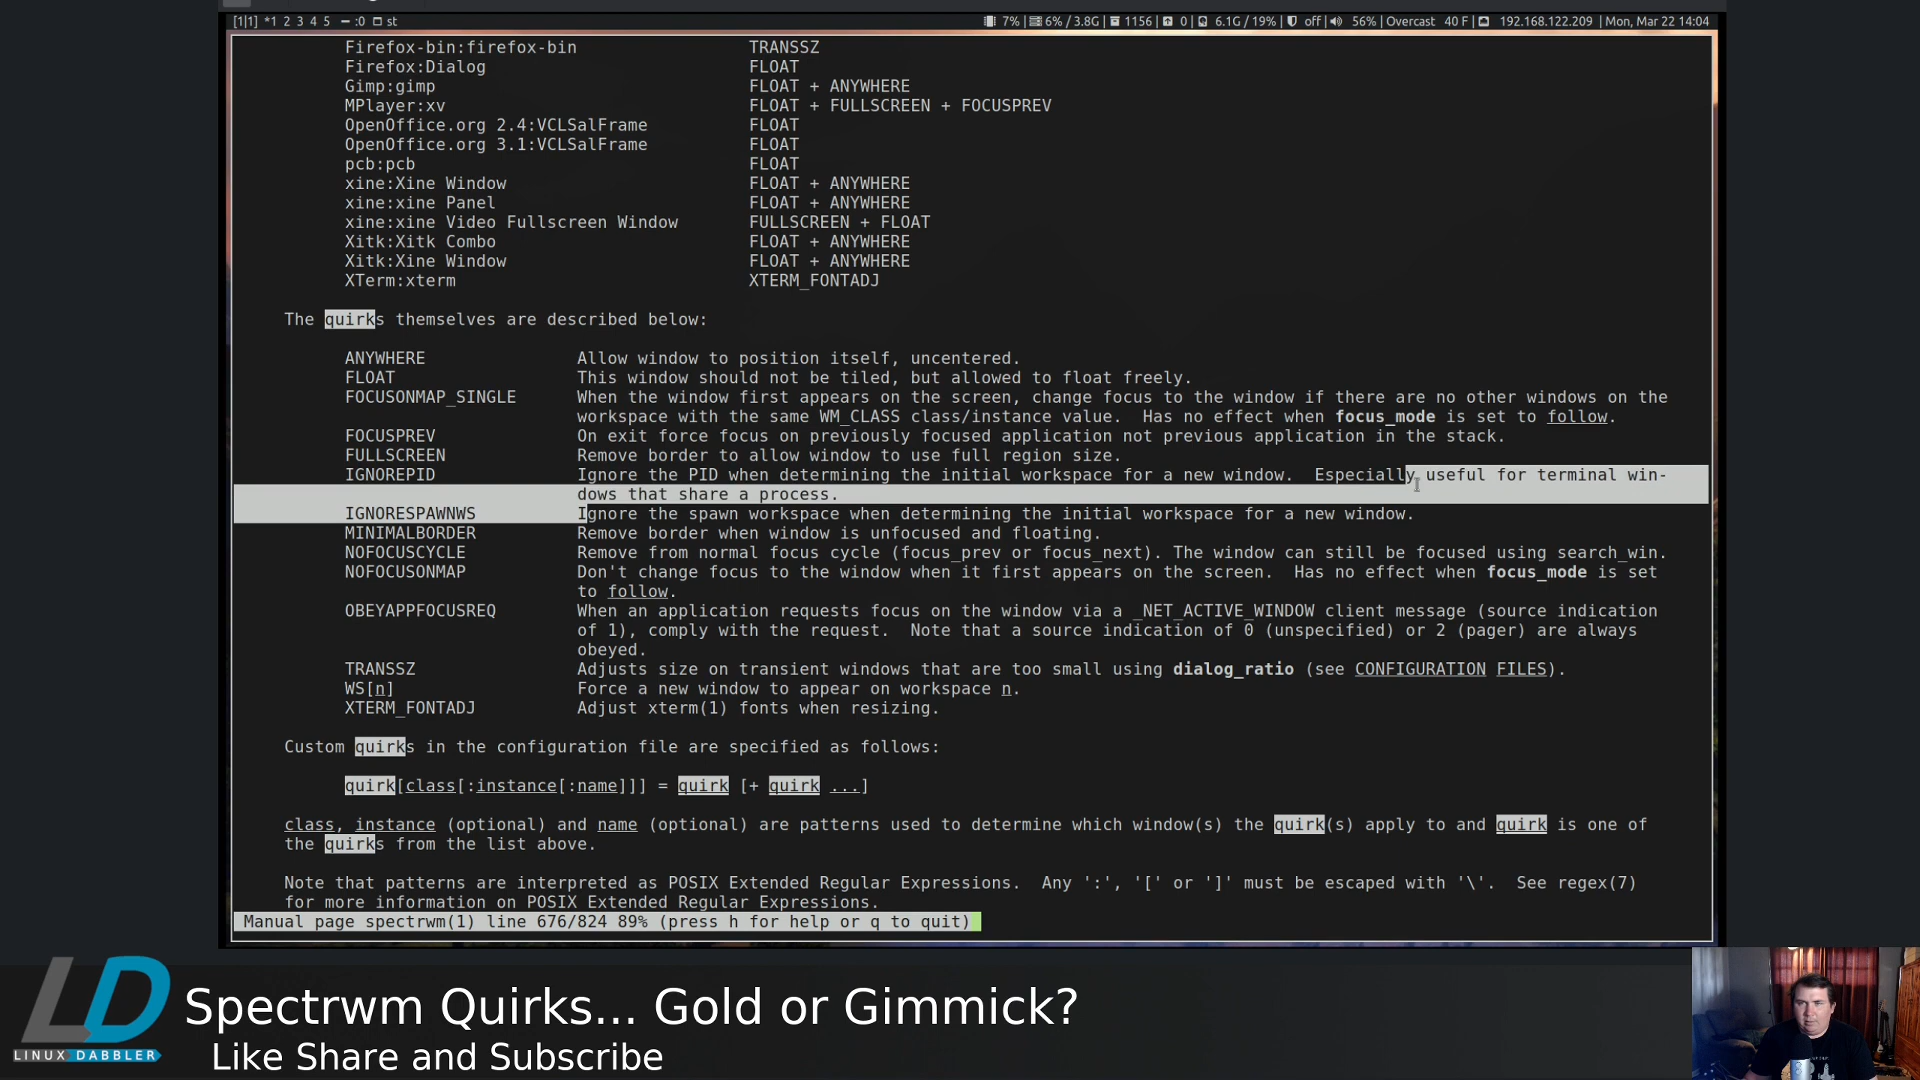 [1|1] *1 2 3 4 5 — :0 st 7% | 6% / 3.8G | 1156 | 0 | 6.1G / 19% | off | 56% | Overcast 40 F | 192.168.122.209 | Mon, Mar 22 14:04
Firefox-bin:firefox-bin TRANSSZ
Firefox:Dialog FLOAT
Gimp:gimp FLOAT + ANYWHERE
MPlayer:xv FLOAT + FULLSCREEN + FOCUSPREV
OpenOffice.org 2.4:VCLSalFrame FLOAT
OpenOffice.org 3.1:VCLSalFrame FLOAT
pcb:pcb FLOAT
xine:Xine Window FLOAT + ANYWHERE
xine:xine Panel FLOAT + ANYWHERE
xine:xine Video Fullscreen Window FULLSCREEN + FLOAT
Xitk:Xitk Combo FLOAT + ANYWHERE
Xitk:Xine Window FLOAT + ANYWHERE
XTerm:xterm XTERM_FONTADJ
The quirks themselves are described below:
ANYWHERE Allow window to position itself, uncentered.
FLOAT This window should not be tiled, but allowed to float freely.
FOCUSONMAP_SINGLE When the window first appears on the screen, change focus to the window if there are no other windows on the
workspace with the same WM_CLASS class/instance value. Has no effect when focus_mode is set to follow.
FOCUSPREV On exit force focus on previously focused application not previous application in the stack.
FULLSCREEN Remove border to allow window to use full region size.
IGNOREPID Ignore the PID when determining the initial workspace for a new window. Especially useful for terminal win-
dows that share a process.
IGNORESPAWNWS Ignore the spawn workspace when determining the initial workspace for a new window.
MINIMALBORDER Remove border when window is unfocused and floating.
NOFOCUSCYCLE Remove from normal focus cycle (focus_prev or focus_next). The window can still be focused using search_win.
NOFOCUSONMAP Don't change focus to the window when it first appears on the screen. Has no effect when focus_mode is set
to follow.
OBEYAPPFOCUSREQ When an application requests focus on the window via a _NET_ACTIVE_WINDOW client message (source indication
of 1), comply with the request. Note that a source indication of 0 (unspecified) or 2 (pager) are always
obeyed.
TRANSSZ Adjusts size on transient windows that are too small using dialog_ratio (see CONFIGURATION FILES).
WS[n] Force a new window to appear on workspace n.
XTERM_FONTADJ Adjust xterm(1) fonts when resizing.
Custom quirks in the configuration file are specified as follows:
quirk[class[:instance[:name]]] = quirk [+ quirk ...]
class, instance (optional) and name (optional) are patterns used to determine which window(s) the quirk(s) apply to and quirk is one of
the quirks from the list above.
Note that patterns are interpreted as POSIX Extended Regular Expressions. Any ':', '[' or ']' must be escaped with '\'. See regex(7)
for more information on POSIX Extended Regular Expressions.
Manual page spectrwm(1) line 676/824 89% (press h for help or q to quit)
LD
LINUX DABBLER
Spectrwm Quirks... Gold or Gimmick?
Like Share and Subscribe